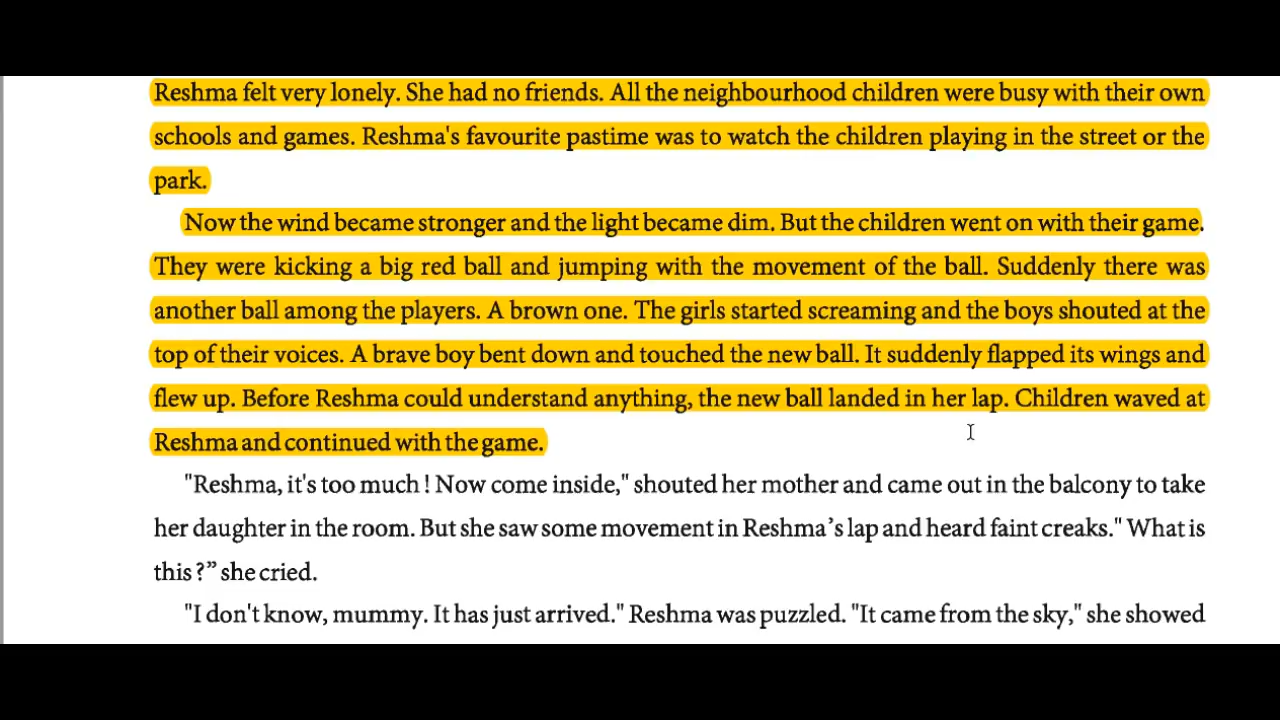 Reshma felt very lonely. She had no friends. All the neighbourhood children were busy with their own
schools and games. Reshma's favourite pastime was to watch the children playing in the street or the
park.
Now the wind became stronger and the light became dim. But the children went on with their game.
They were kicking a big red ball and jumping with the movement of the ball. Suddenly there was
another ball among the players. A brown one. The girls started screaming and the boys shouted at the
top of their voices. A brave boy bent down and touched the new ball. It suddenly flapped its wings and
flew up. Before Reshma could understand anything, the new ball landed in her lap. Children waved at
Reshma and continued with the game.
"Reshma, it's too much ! Now come inside," shouted her mother and came out in the balcony to take
her daughter in the room. But she saw some movement in Reshma’s lap and heard faint creaks." What is
this ?” she cried.
"I don't know, mummy. It has just arrived." Reshma was puzzled. "It came from the sky," she showed